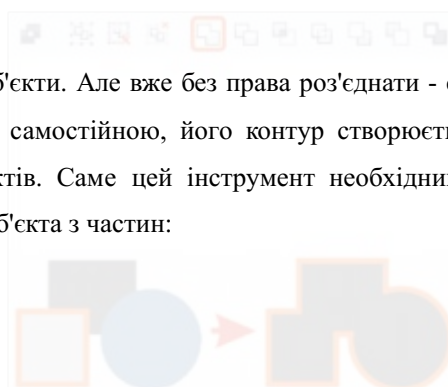 б'єкти. Але вже без права роз'єднати -
самостійною, його контур створюєт
ктів. Саме цей інструмент необхідни
б'єкта з частин: